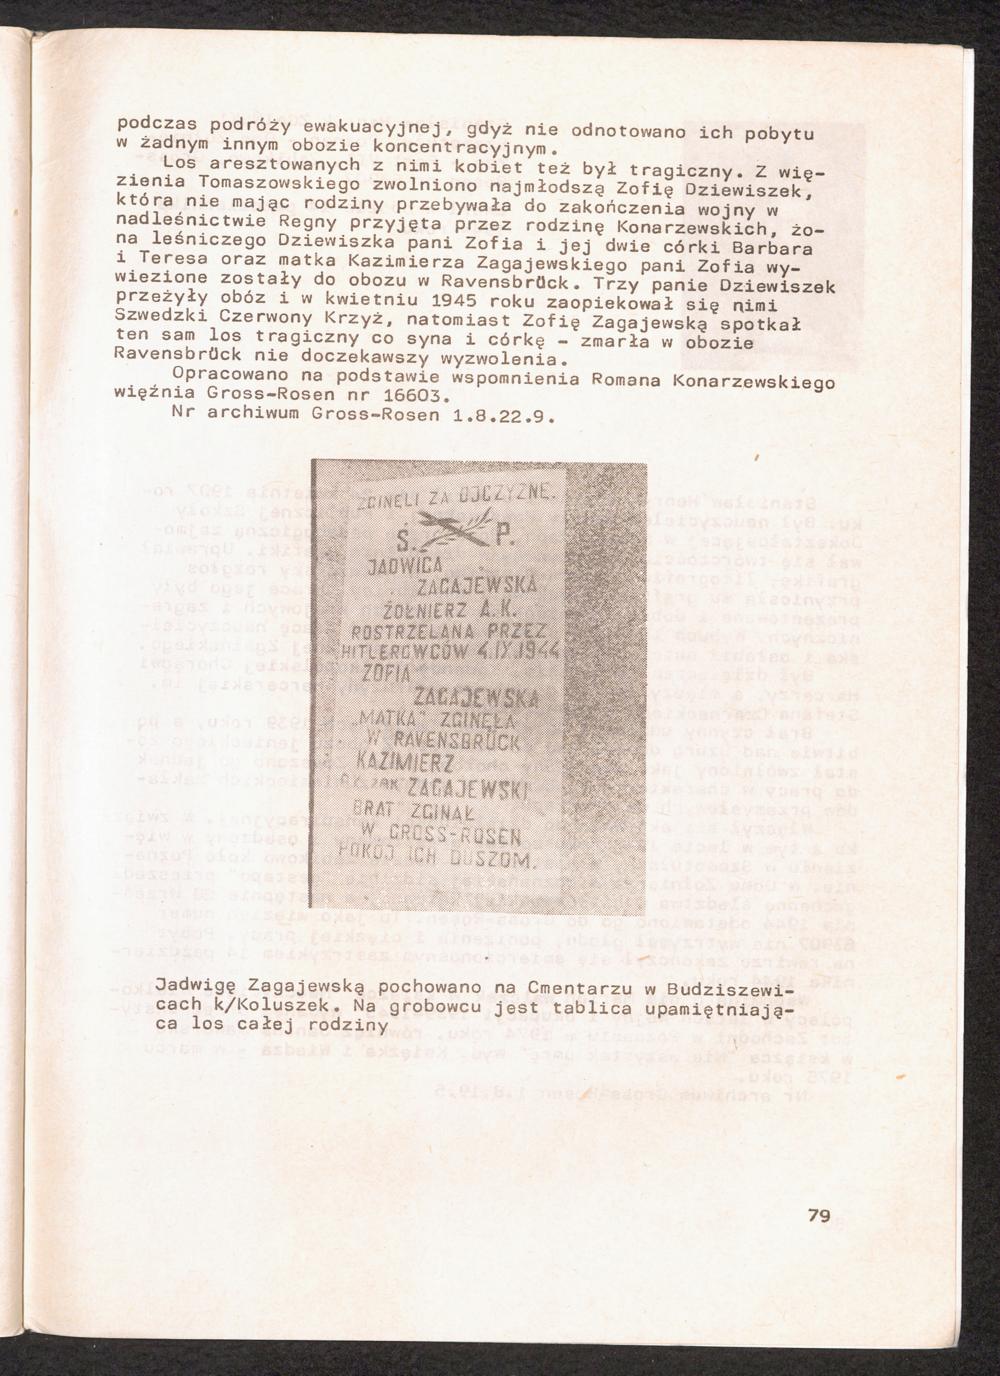 podczas podróży ewakuacyjnej, gdyż nie odnotowano ich pobytu
w żadnym innym obozie koncentracyjnym.
Los aresztowanych z nimi kobiet też był tragiczny. Z wię-
zienia Tomaszowskiego zwolniono najmłodszą Zofię Dziewiszek,
która nie mając rodziny przebywała do zakończenia wojny w
nadleśnictwie Regny przyjęta przez rodzinę Konarzewskich, żo-
na leśniczego Dziewiszka pani Zofia i jej dwie córki Barbara
i Teresa oraz matka Kazimierza Zagajewskiego pani Zofia wy-
wiezione zostały do obozu w Ravensbrück. Trzy panie Dziewiszek
przeżyły obóz i w kwietniu 1945 roku zaopiekował się nimi
Szwedzki Czerwony Krzyż, natomiast Zofię Zagajewską spotkał
ten sam los tragiczny co syna i córkę - zmarła w obozie
Ravensbrück nie doczekawszy wyzwolenia.
Opracowano na podstawie wspomnienia Romana Konarzewskiego
więźnia Gross-Rosen nr 16603.
Nr archiwum Gross-Rosen 1.8.22.9.
ZGINĘLI ZA OJCZYZNĘ.
Ś. P.
JADWIGA
ZAGAJEWSKA
ŻOŁNIERZ A.K.
ROSTRZELANA PRZEZ
HITLEROWCÓW 4.IX.1944
ZOFIA
ZAGAJEWSKA
„MATKA" ZGINĘŁA
W RAVENSBRÜCK
KAZIMIERZ
ZAGAJEWSKI
BRAT ZGINĄŁ
W. GROSS-ROSEN
POKÓJ ICH DUSZOM.
Jadwigę Zagajewską pochowano na Cmentarzu w Budziszewi-
cach k/Koluszek. Na grobowcu jest tablica upamiętniają-
ca los całej rodziny
79